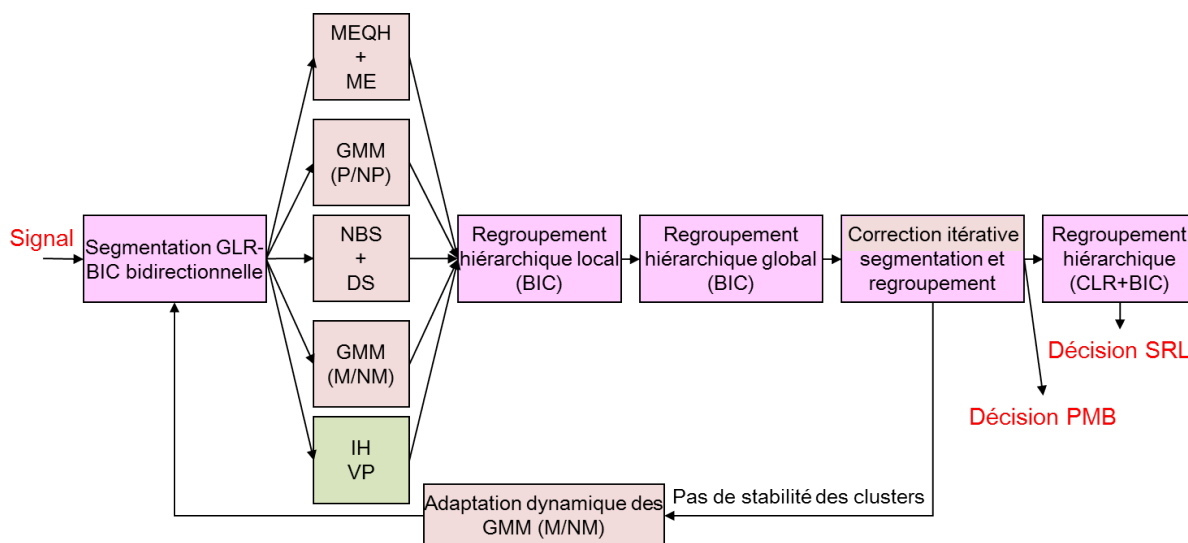 MEQH
+
ME
GMM
(P/NP)
Signal
Segmentation GLR-
BIC bidirectionnelle
NBS
+
DS
GMM
(M/NM)
IH
VP
Regroupement
hiérarchique local
(BIC)
Regroupement
hiérarchique global
(BIC)
Correction itérative
segmentation et
regroupement
Regroupement
hiérarchique
(CLR+BIC)
Décision SRL
Décision PMB
Pas de stabilité des clusters
Adaptation dynamique des
GMM (M/NM)